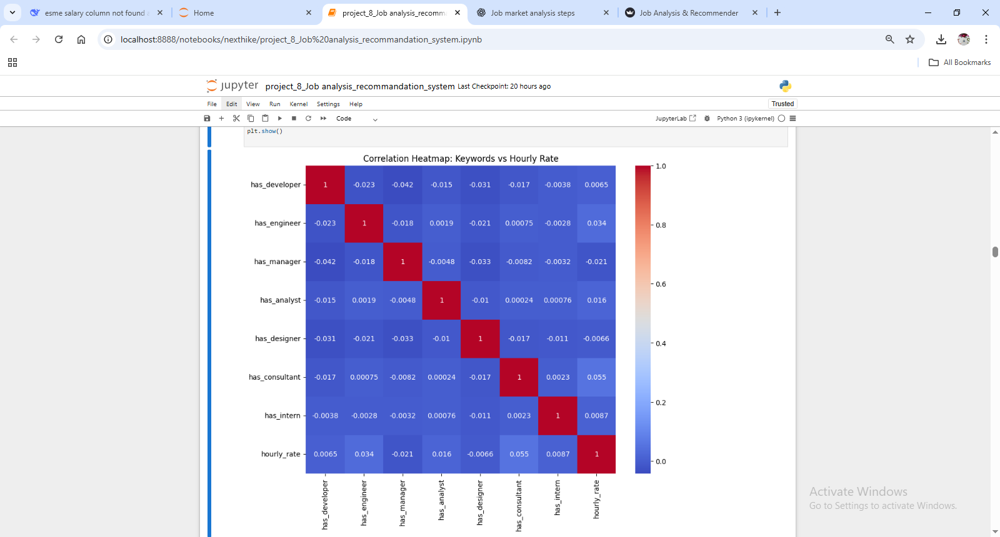 esme salary column not found
Home
project_8_Job analysis_recomm
Job market analysis steps
Job Analysis & Recommender
localhost:8888/notebooks/nexthike/project_8_Job%20analysis_recommandation_system.ipynb
All Bookmarks
jupyter project_8_Job analysis_recommandation_system Last Checkpoint: 20 hours ago
File Edit View Run Kernel Settings Help Trusted
Code JupyterLab Python 3 (ipykernel)
plt.show()
Correlation Heatmap: Keywords vs Hourly Rate
has_developer 1 -0.023 -0.042 -0.015 -0.031 -0.017 -0.0038 0.0065
has_engineer -0.023 1 -0.018 0.0019 -0.021 0.00075 -0.0028 0.034
has_manager -0.042 -0.018 1 -0.0048 -0.033 -0.0082 -0.0032 -0.021
has_analyst -0.015 0.0019 -0.0048 1 -0.01 0.00024 0.00076 0.016
has_designer -0.031 -0.021 -0.033 -0.01 1 -0.017 -0.011 -0.0066
has_consultant -0.017 0.00075 -0.0082 0.00024 -0.017 1 0.0023 0.055
has_intern -0.0038 -0.0028 -0.0032 0.00076 -0.011 0.0023 1 0.0087
hourly_rate 0.0065 0.034 -0.021 0.016 -0.0066 0.055 0.0087 1
has_developer
has_engineer
has_manager
has_analyst
has_designer
has_consultant
has_intern
hourly_rate
1.0
0.8
0.6
0.4
0.2
0.0
Activate Windows
Go to Settings to activate Windows.